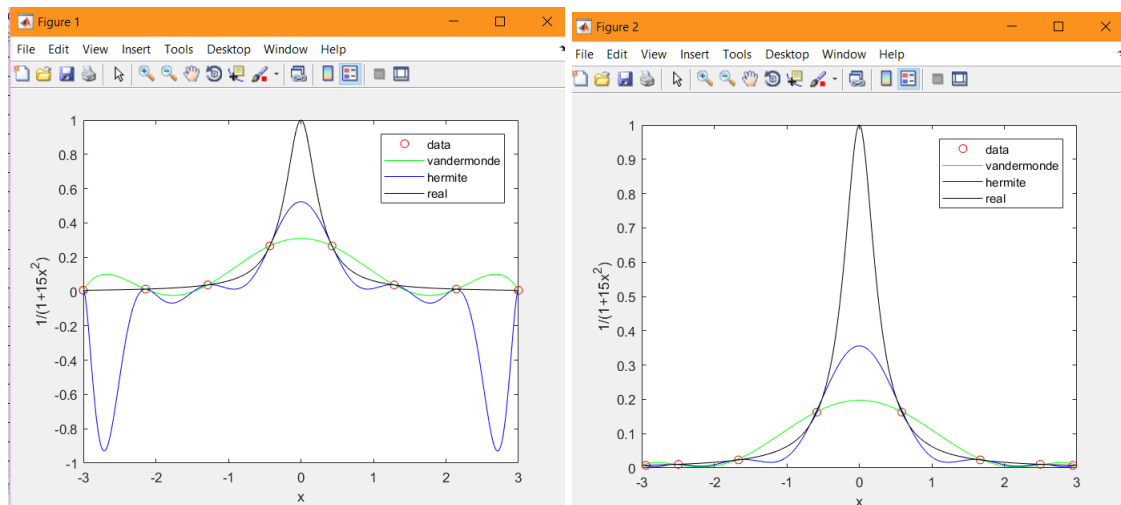 Figure 1
File Edit View Insert Tools Desktop Window Help
1
0.8
0.6
0.4
0.2
0
-0.2
-0.4
-0.6
-0.8
-1
1/(1+15x²)
-3 -2 -1 0 1 2 3
x
data
vandermonde
hermite
real
Figure 2
File Edit View Insert Tools Desktop Window Help
1
0.9
0.8
0.7
0.6
0.5
0.4
0.3
0.2
0.1
0
1/(1+15x²)
-3 -2 -1 0 1 2 3
x
data
vandermonde
hermite
real